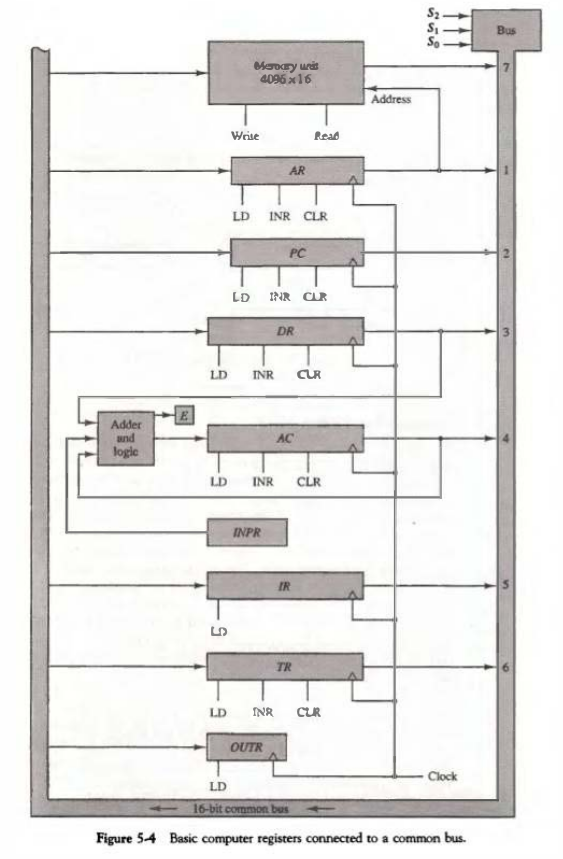 S2
S1
S0
Bus
Memory unit
4096 x 16
7
Address
Write
Read
AR
1
LD INR CLR
PC
2
LD INR CLR
DR
3
LD INR CLR
Adder
and
logic
E
AC
4
LD INR CLR
INPR
IR
5
LD
TR
6
LD INR CLR
OUTR
LD
Clock
16-bit common bus
Figure 5-4 Basic computer registers connected to a common bus.